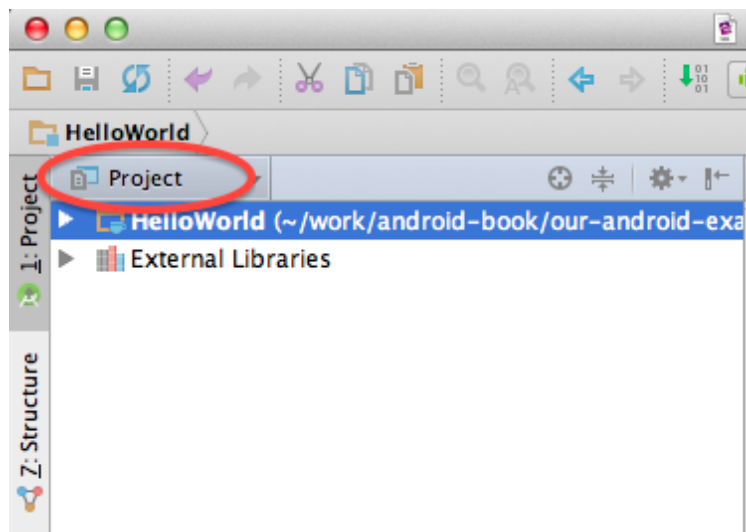 HelloWorld
Project
HelloWorld (~/work/android-book/our-android-exa
External Libraries
1: Project
7: Structure